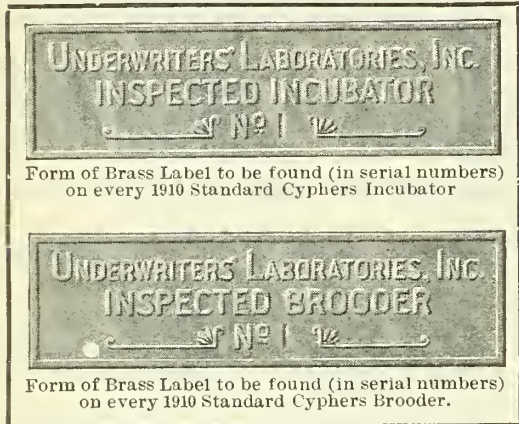 UNDERWRITERS' LABORATORIES, INC.
INSPECTED INCUBATOR
Nº 1
Form of Brass Label to be found (in serial numbers)
on every 1910 Standard Cyphers Incubator
UNDERWRITERS' LABORATORIES, INC.
INSPECTED BROODER
Nº 1
Form of Brass Label to be found (in serial numbers)
on every 1910 Standard Cyphers Brooder.